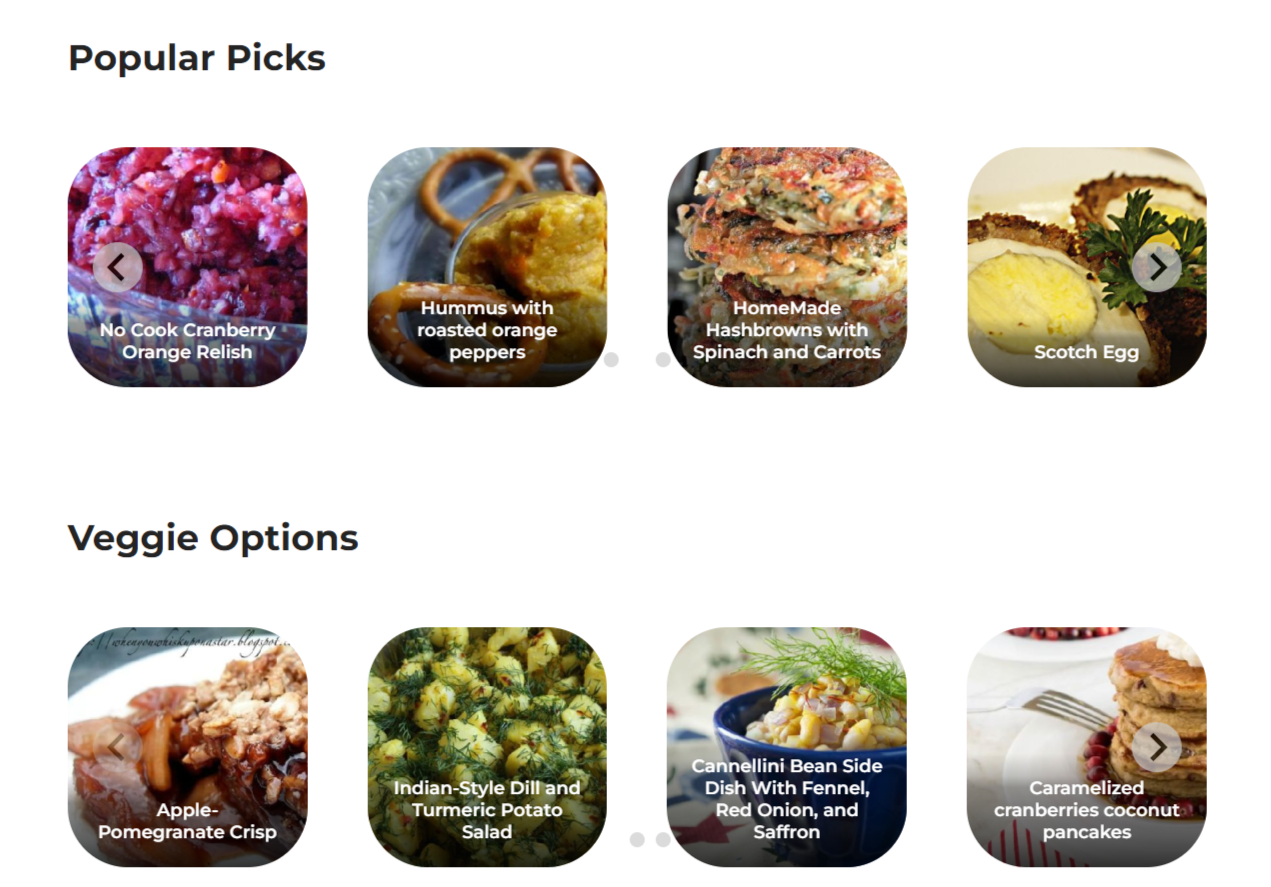 Popular Picks
No Cook Cranberry
Orange Relish
Hummus with
roasted orange
peppers
HomeMade
Hashbrowns with
Spinach and Carrots
Scotch Egg
Veggie Options
//whenyouwhiskuponastar.blogspot...
Apple-
Pomegranate Crisp
Indian-Style Dill and
Turmeric Potato
Salad
Cannellini Bean Side
Dish With Fennel,
Red Onion, and
Saffron
Caramelized
cranberries coconut
pancakes